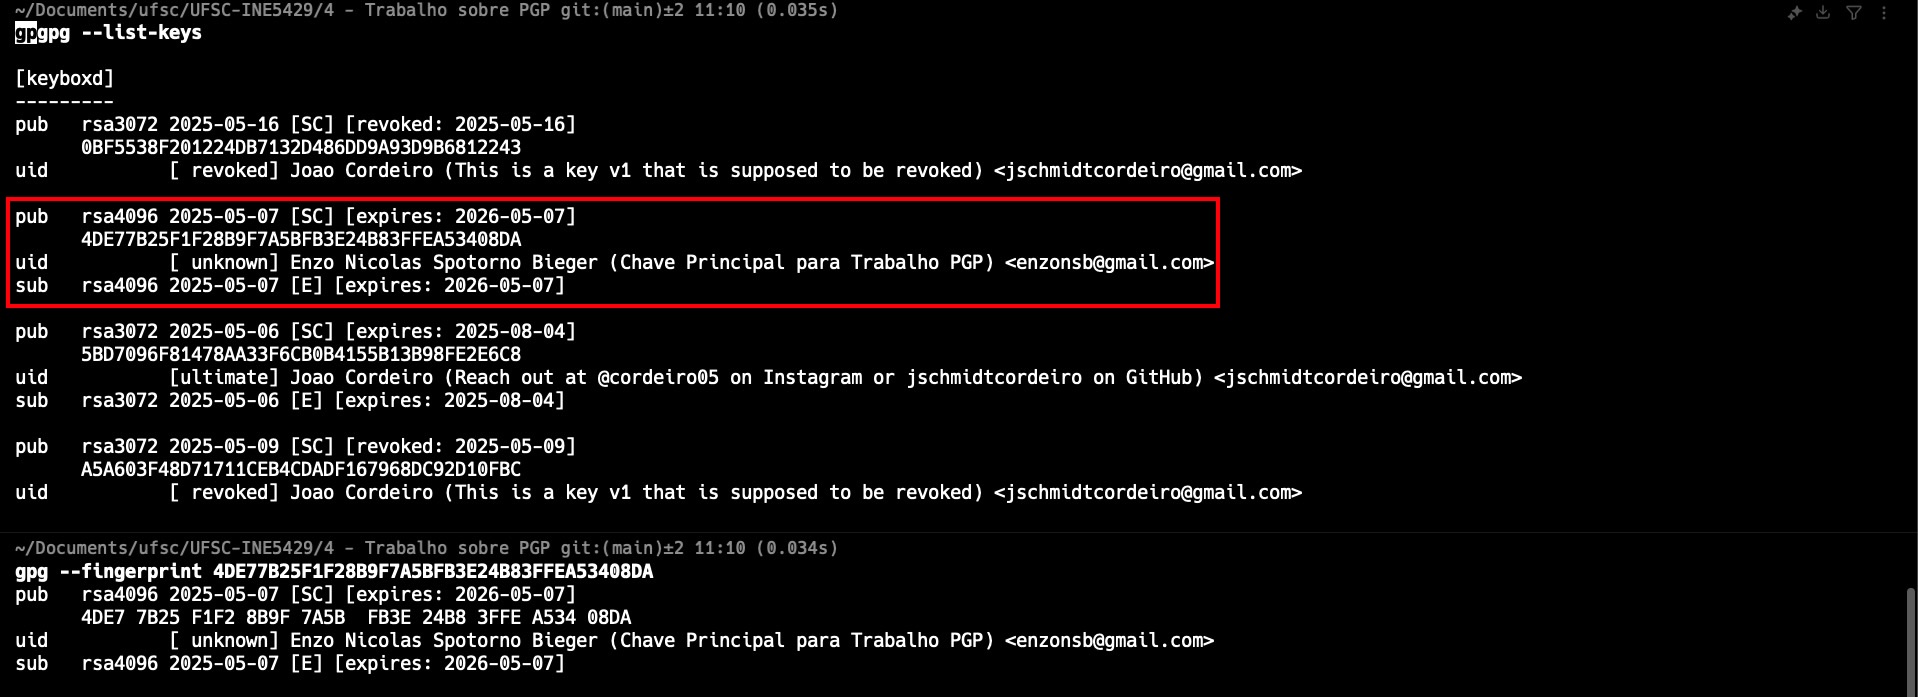 ~/Documents/ufsc/UFSC-INE5429/4 - Trabalho sobre PGP git:(main)±2 11:10 (0.035s)
gpgpg --list-keys
[keyboxd]
---------
pub   rsa3072 2025-05-16 [SC] [revoked: 2025-05-16]
      0BF5538F201224DB7132D486DD9A93D9B6812243
uid           [ revoked] Joao Cordeiro (This is a key v1 that is supposed to be revoked) <jschmidtcordeiro@gmail.com>
pub   rsa4096 2025-05-07 [SC] [expires: 2026-05-07]
      4DE77B25F1F28B9F7A5BFB3E24B83FFEA53408DA
uid           [ unknown] Enzo Nicolas Spotorno Bieger (Chave Principal para Trabalho PGP) <enzonsb@gmail.com>
sub   rsa4096 2025-05-07 [E] [expires: 2026-05-07]
pub   rsa3072 2025-05-06 [SC] [expires: 2025-08-04]
      5BD7096F81478AA33F6CB0B4155B13B98FE2E6C8
uid           [ultimate] Joao Cordeiro (Reach out at @cordeiro05 on Instagram or jschmidtcordeiro on GitHub) <jschmidtcordeiro@gmail.com>
sub   rsa3072 2025-05-06 [E] [expires: 2025-08-04]
pub   rsa3072 2025-05-09 [SC] [revoked: 2025-05-09]
      A5A603F48D71711CEB4CDADF167968DC92D10FBC
uid           [ revoked] Joao Cordeiro (This is a key v1 that is supposed to be revoked) <jschmidtcordeiro@gmail.com>
~/Documents/ufsc/UFSC-INE5429/4 - Trabalho sobre PGP git:(main)±2 11:10 (0.034s)
gpg --fingerprint 4DE77B25F1F28B9F7A5BFB3E24B83FFEA53408DA
pub   rsa4096 2025-05-07 [SC] [expires: 2026-05-07]
      4DE7 7B25 F1F2 8B9F 7A5B  FB3E 24B8 3FFE A534 08DA
uid           [ unknown] Enzo Nicolas Spotorno Bieger (Chave Principal para Trabalho PGP) <enzonsb@gmail.com>
sub   rsa4096 2025-05-07 [E] [expires: 2026-05-07]